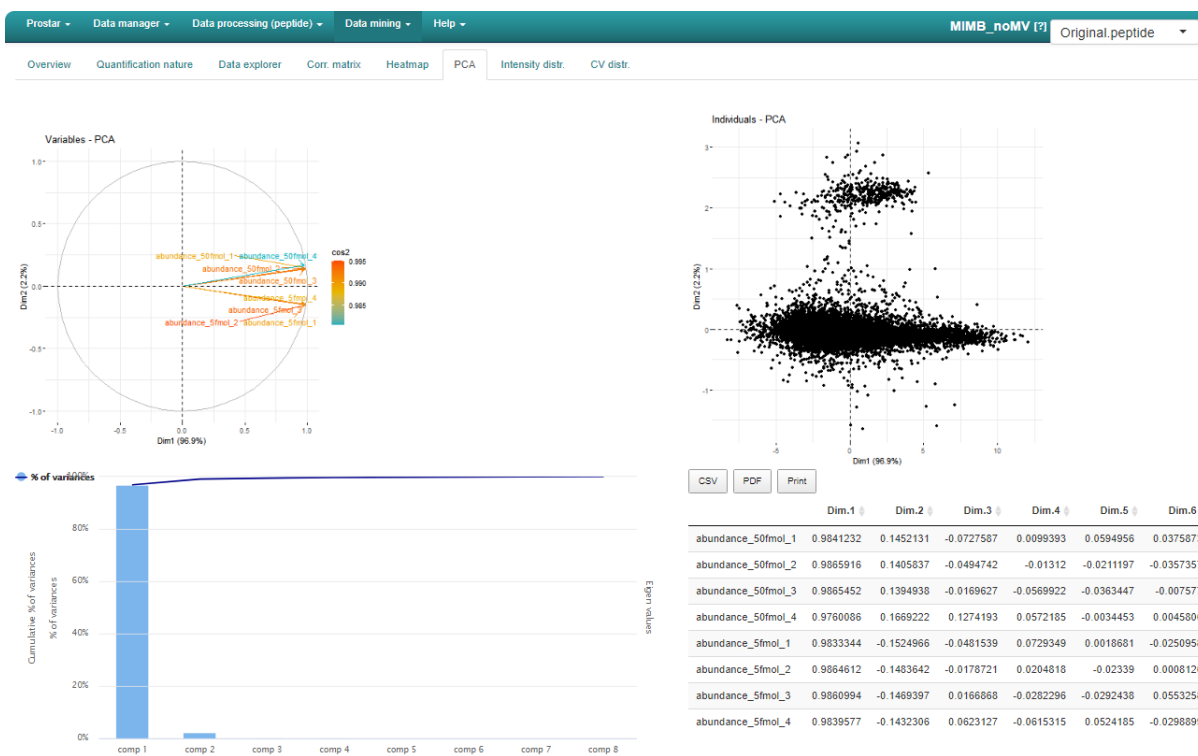 Prostar Data manager Data processing (peptide) Data mining Help MIMB_noMV [?] Original.peptide
Overview Quantification nature Data explorer Corr. matrix Heatmap PCA Intensity distr. CV distr.
Variables - PCA
1.0
0.5
0.0
-0.5
-1.0
Dim2 (2.2%)
abundance_50fmol_1 abundance_50fmol_4
abundance_50fmol_2
abundance_50fmol_3
abundance_5fmol_4
abundance_5fmol_3
abundance_5fmol_2 abundance_5fmol_1
-1.0 -0.5 0.0 0.5 1.0
Dim1 (96.9%)
cos2
0.995
0.990
0.985
Individuals - PCA
3
2
1
0
-1
Dim2 (2.2%)
-5 0 5 10
Dim1 (96.9%)
% of variances
100%
80%
60%
40%
20%
0%
Cumulative % of variances
% of variances
Eigen values
comp 1 comp 2 comp 3 comp 4 comp 5 comp 6 comp 7 comp 8
CSV PDF Print
Dim.1 Dim.2 Dim.3 Dim.4 Dim.5 Dim.6
abundance_50fmol_1 0.9841232 0.1452131 -0.0727587 0.0099393 0.0594956
abundance_50fmol_2 0.9865916 0.1405837 -0.0494742 -0.01312 -0.0211197
abundance_50fmol_3 0.9865452 0.1394938 -0.0169627 -0.0569922 -0.0363447
abundance_50fmol_4 0.9760086 0.1669222 0.1274193 0.0572185 -0.0034453
abundance_5fmol_1 0.9833344 -0.1524966 -0.0481539 0.0729349 0.0018681
abundance_5fmol_2 0.9864612 -0.1483642 -0.0178721 0.0204818 -0.02339
abundance_5fmol_3 0.9860994 -0.1469397 0.0166868 -0.0282296 -0.0292438
abundance_5fmol_4 0.9839577 -0.1432306 0.0623127 -0.0615315 0.0524185